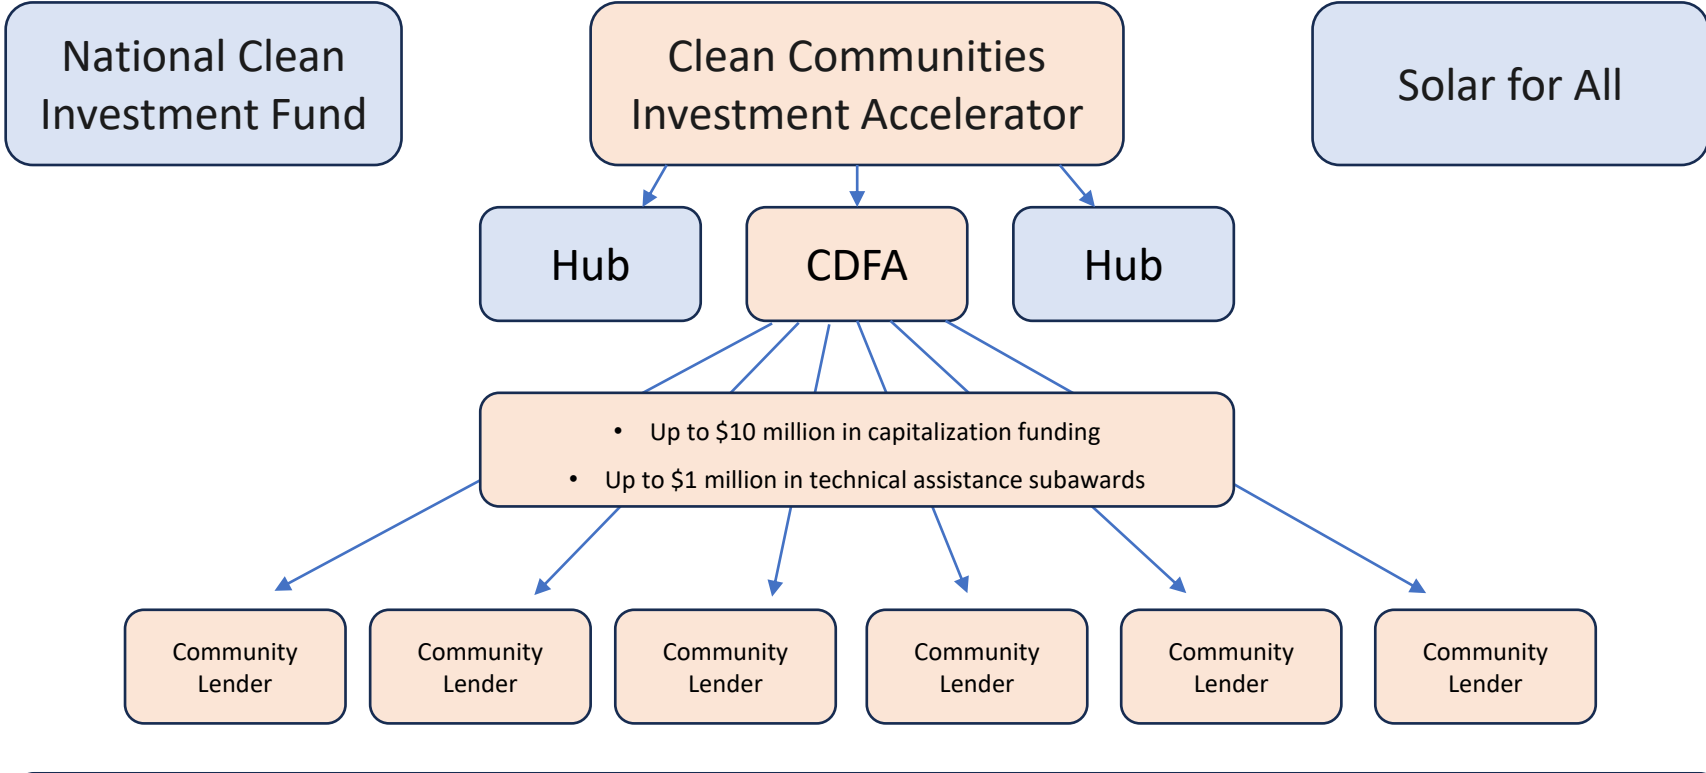 National Clean
Investment Fund
Clean Communities
Investment Accelerator
Solar for All
Hub
CDFA
Hub
• Up to $10 million in capitalization funding
• Up to $1 million in technical assistance subawards
Community
Lender
Community
Lender
Community
Lender
Community
Lender
Community
Lender
Community
Lender